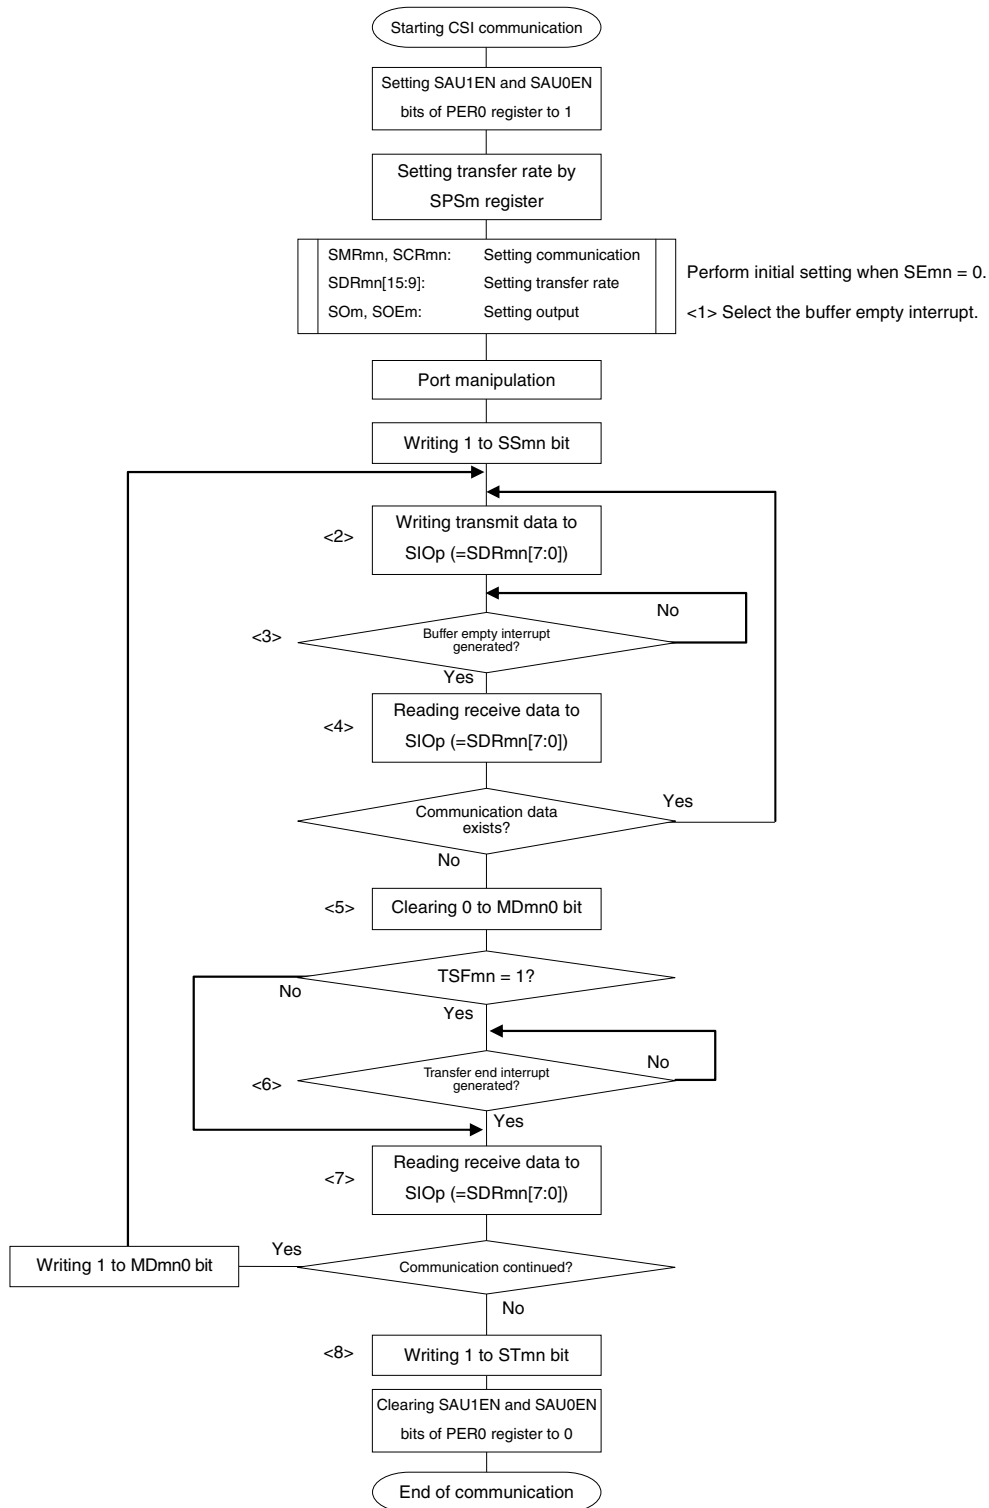 Starting CSI communication
Setting SAU1EN and SAU0EN
bits of PER0 register to 1
Setting transfer rate by
SPSm register
SMRmn, SCRmn: Setting communication
SDRmn[15:9]: Setting transfer rate
SOm, SOEm: Setting output
Perform initial setting when SEmn = 0.
<1> Select the buffer empty interrupt.
Port manipulation
Writing 1 to SSmn bit
<2>
Writing transmit data to
SIOp (=SDRmn[7:0])
No
<3>
Buffer empty interrupt
generated?
Yes
<4>
Reading receive data to
SIOp (=SDRmn[7:0])
Communication data
exists?
Yes
No
<5>
Clearing 0 to MDmn0 bit
TSFmn = 1?
No
Yes
<6>
Transfer end interrupt
generated?
No
Yes
<7>
Reading receive data to
SIOp (=SDRmn[7:0])
Writing 1 to MDmn0 bit
Yes
Communication continued?
No
<8>
Writing 1 to STmn bit
Clearing SAU1EN and SAU0EN
bits of PER0 register to 0
End of communication